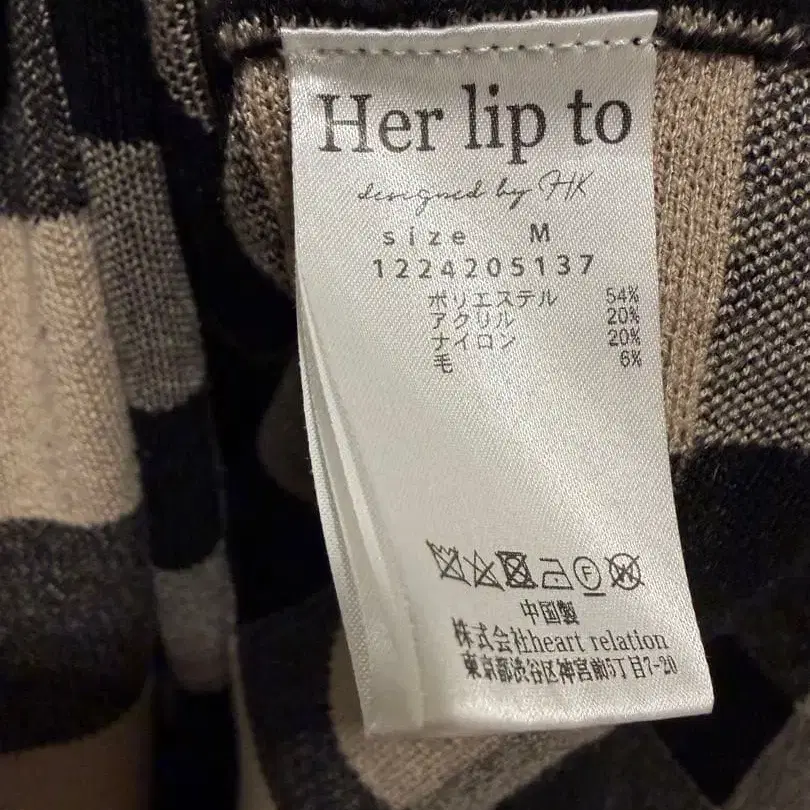 Her lip to
designed by HK
size M
1224205137
ポリエステル 54%
アクリル 20%
ナイロン 20%
毛 6%
中国製
株式会社heart relation
東京都渋谷区神宮前5丁目7-20